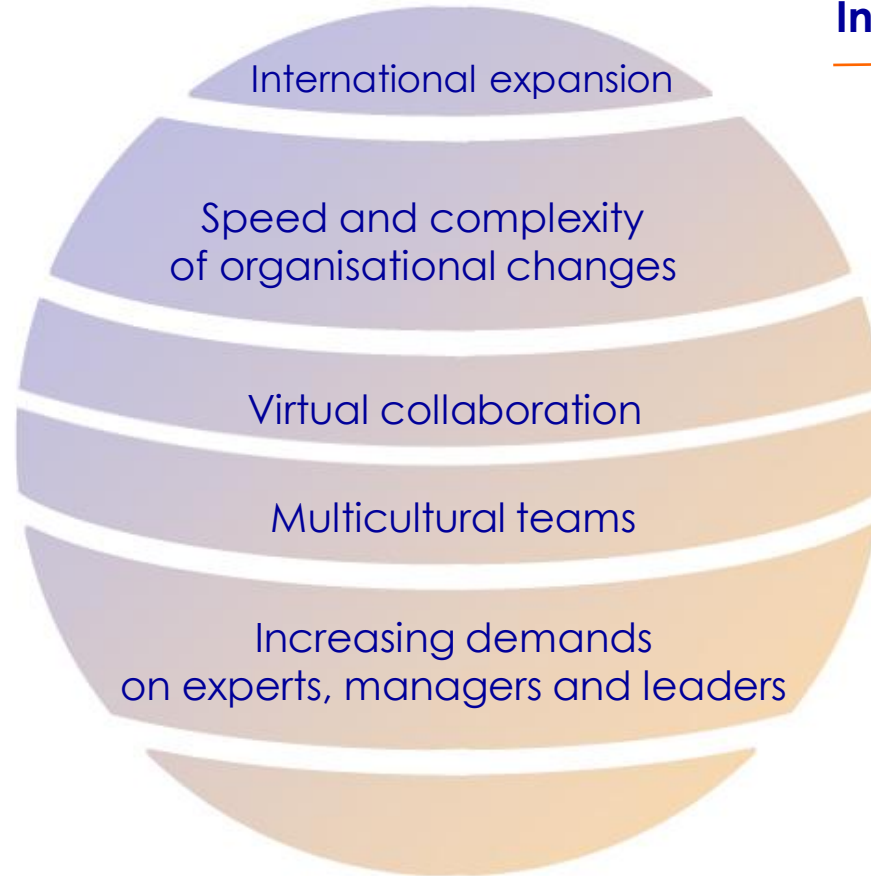 In
International expansion
Speed and complexity
of organisational changes
Virtual collaboration
Multicultural teams
Increasing demands
on experts, managers and leaders